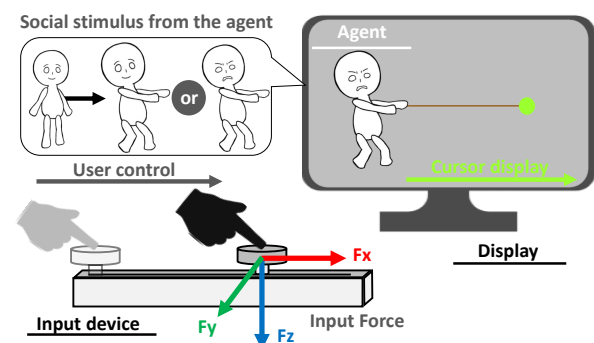 Social stimulus from the agent
Agent
or
User control
Cursor display
Display
Fx
Input device
Fy
Input Force
Fz